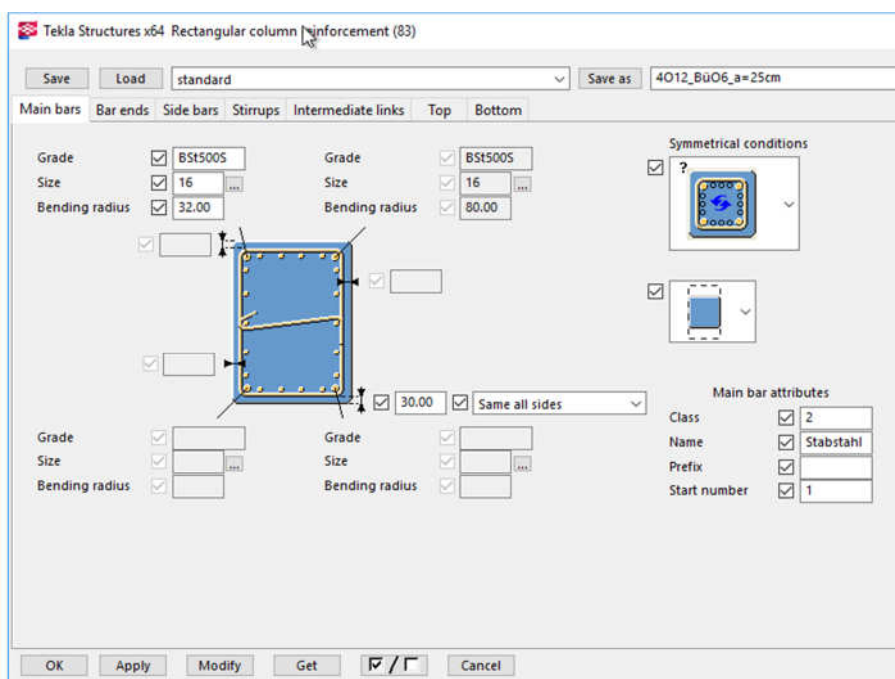 Tekla Structures x64 Rectangular column reinforcement (83)
Save Load standard Save as 4O12_BüO6_a=25cm
Main bars Bar ends Side bars Stirrups Intermediate links Top Bottom
Symmetrical conditions
Grade BSt500S Grade BSt500S
?
Size 16 ... Size 16 ...
Bending radius 32.00 Bending radius 80.00
30.00 Same all sides
Main bar attributes
Class 2
Grade Grade
Name Stabstahl
Size ... Size ...
Prefix
Bending radius Bending radius
Start number 1
OK Apply Modify Get / Cancel